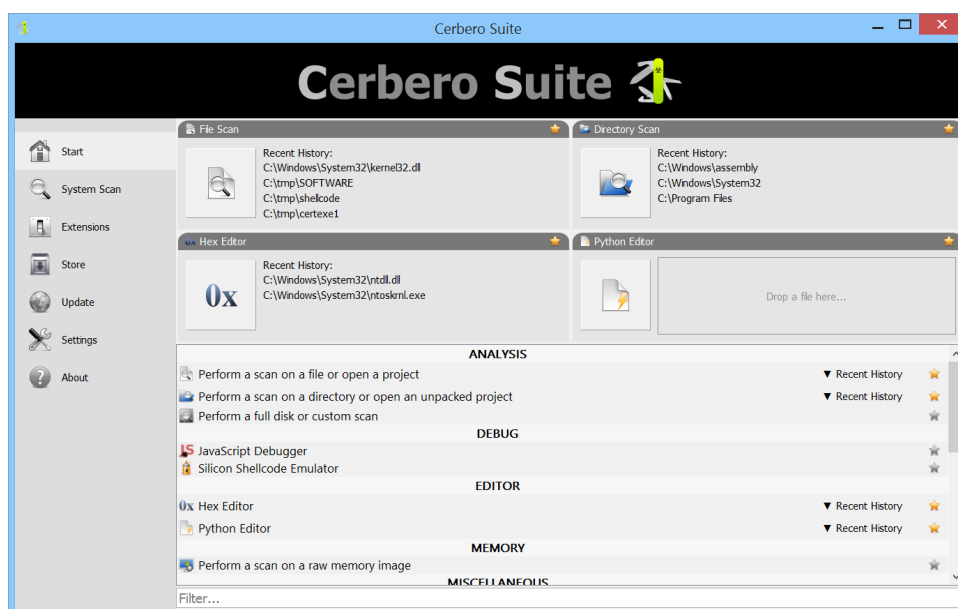 Cerbero Suite
Cerbero Suite
Start
System Scan
Extensions
Store
Update
Settings
About
File Scan
Recent History:
C:\Windows\System32\kernel32.dll
C:\tmp\SOFTWARE
C:\tmp\shellcode
C:\tmp\certexe1
Directory Scan
Recent History:
C:\Windows\assembly
C:\Windows\System32
C:\Program Files
0x Hex Editor
0x
Recent History:
C:\Windows\System32\ntdll.dll
C:\Windows\System32\ntoskrnl.exe
Python Editor
Drop a file here...
ANALYSIS
Perform a scan on a file or open a project ▼ Recent History
Perform a scan on a directory or open an unpacked project ▼ Recent History
Perform a full disk or custom scan
DEBUG
JS JavaScript Debugger
Silicon Shellcode Emulator
EDITOR
0x Hex Editor ▼ Recent History
Python Editor ▼ Recent History
MEMORY
Perform a scan on a raw memory image
MISCELLANEOUS
Filter...